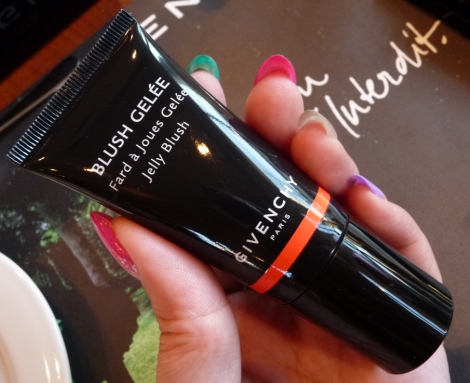 BLUSH GELÉE
Fard à Joues Gelée
Jelly Blush
GIVENCHY
PARIS
Interdit.